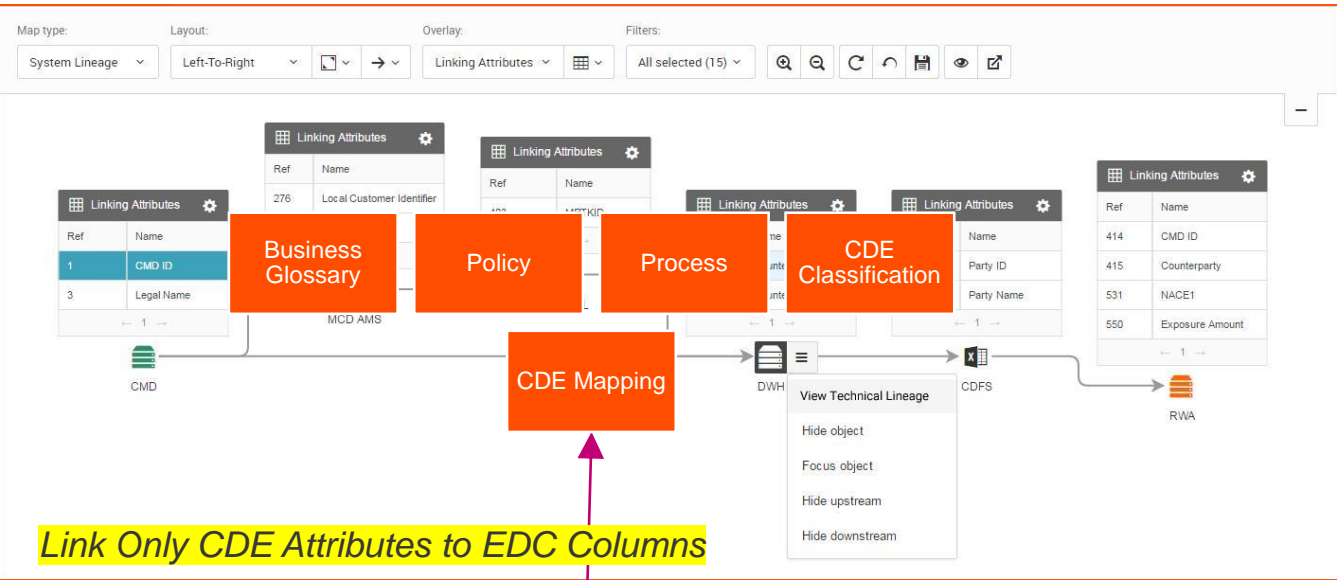 Map type:
Layout:
Overlay:
Filters:
System Lineage
Left-To-Right
Linking Attributes
All selected (15)
Linking Attributes
Ref Name
276 Local Customer Identifier
Linking Attributes
Ref Name
METKID
Linking Attributes
Ref Name
1 CMD ID
3 Legal Name
← 1 →
CMD
MCD AMS
Linking Attributes
← 1 →
DWH
Linking Attributes
Name
Party ID
Party Name
← 1 →
CDFS
Linking Attributes
Ref Name
414 CMD ID
415 Counterparty
531 NACE1
550 Exposure Amount
← 1 →
RWA
Business
Glossary
Policy
Process
CDE
Classification
CDE Mapping
View Technical Lineage
Hide object
Focus object
Hide upstream
Hide downstream
Link Only CDE Attributes to EDC Columns